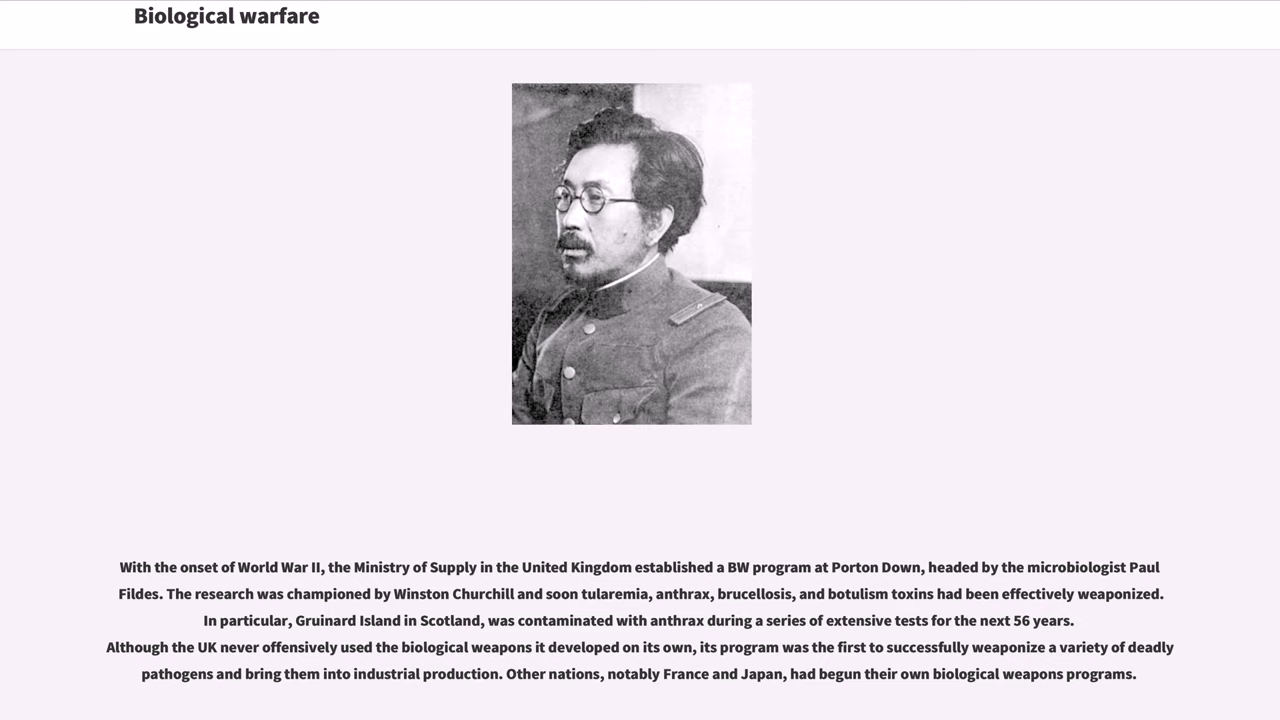 Biological warfare
With the onset of World War II, the Ministry of Supply in the United Kingdom established a BW program at Porton Down, headed by the microbiologist Paul
Fildes. The research was championed by Winston Churchill and soon tularemia, anthrax, brucellosis, and botulism toxins had been effectively weaponized.
In particular, Gruinard Island in Scotland, was contaminated with anthrax during a series of extensive tests for the next 56 years.
Although the UK never offensively used the biological weapons it developed on its own, its program was the first to successfully weaponize a variety of deadly
pathogens and bring them into industrial production. Other nations, notably France and Japan, had begun their own biological weapons programs.